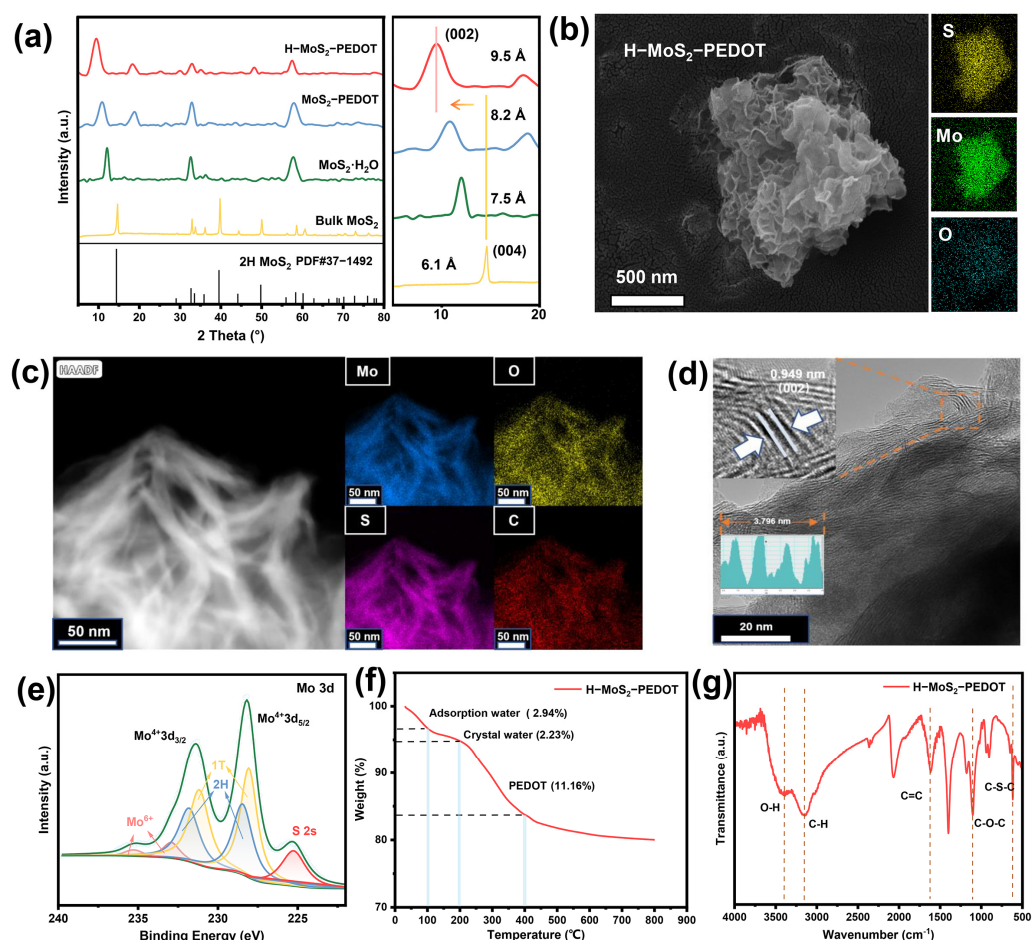 (a)
Intensity (a.u.)
H−MoS₂−PEDOT
MoS₂−PEDOT
MoS₂·H₂O
Bulk MoS₂
2H MoS₂ PDF#37−1492
10 20 30 40 50 60 70 80
2 Theta (°)
(002)
9.5 Å
8.2 Å
7.5 Å
(004)
6.1 Å
10 20
(b)
H−MoS₂−PEDOT
500 nm
S
Mo
O
(c)
HAADF
50 nm
Mo
50 nm
O
50 nm
S
50 nm
C
50 nm
(d)
0.949 nm
(002)
3.796 nm
20 nm
(e)
Mo 3d
Mo⁴⁺3d₅/₂
Mo⁴⁺3d₃/₂
1T
2H
Mo⁶⁺
S 2s
Intensity (a.u.)
240 235 230 225
Binding Energy (eV)
(f)
H−MoS₂−PEDOT
Adsorption water ( 2.94%)
Crystal water (2.23%)
PEDOT (11.16%)
Weight (%)
100
90
80
70
0 100 200 300 400 500 600 700 800 900
Temperature (℃)
(g)
H−MoS₂−PEDOT
O-H
C-H
C=C
C-O-C
C-S-C
Transmittance (a.u.)
4000 3500 3000 2500 2000 1500 1000 500
Wavenumber (cm⁻¹)